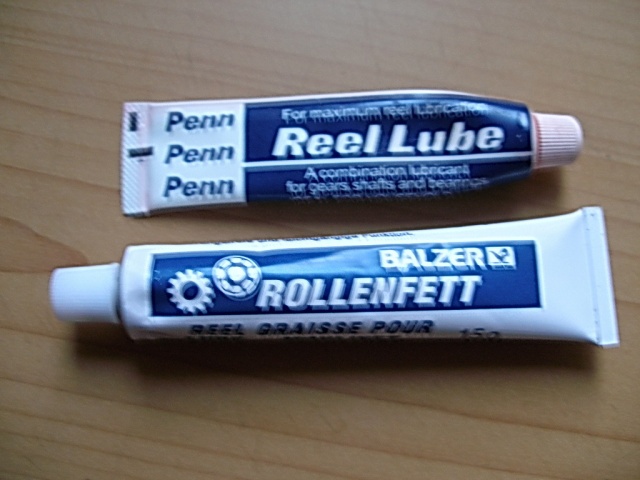 Penn
Penn
Penn
For maximum reel lubrication
Reel Lube
A combination lubricant
for gears, shafts and bearings
BALZER
ROLLENFETT
REEL GRAISSE POUR
15g